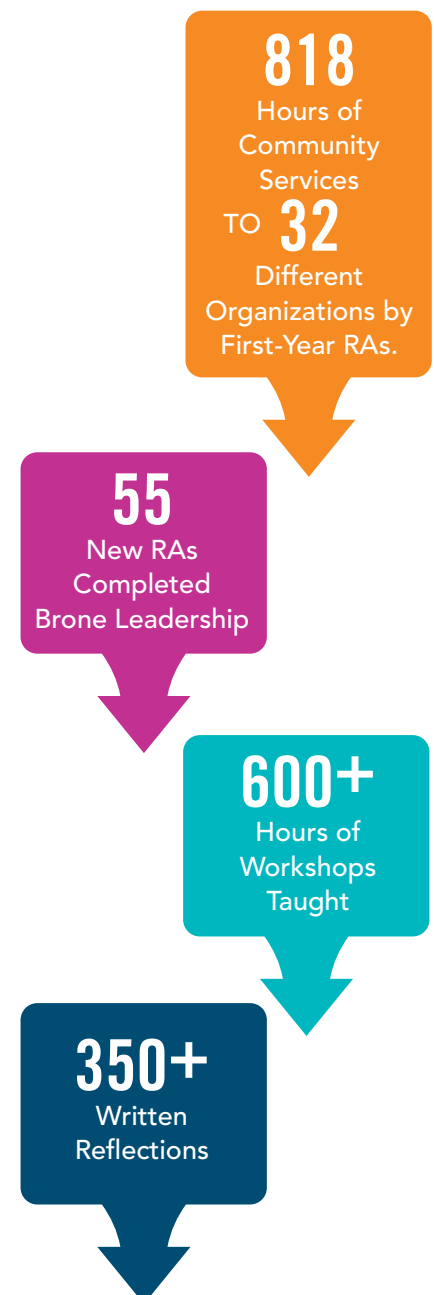 818
Hours of
Community
Services
TO 32
Different
Organizations by
First-Year RAs.
55
New RAs
Completed
Brone Leadership
600+
Hours of
Workshops
Taught
350+
Written
Reflections